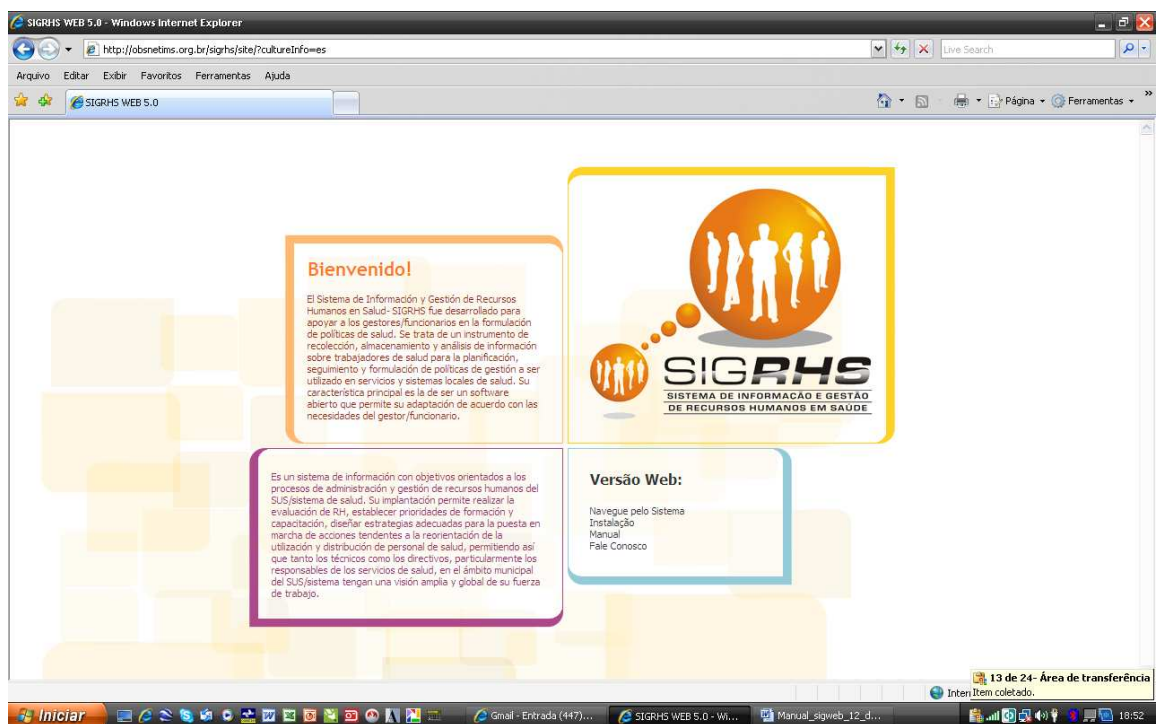 SIGRHS WEB 5.0 - Windows Internet Explorer
http://obsnetims.org.br/sigrhs/site/?cultureInfo=es
Live Search
Arquivo Editar Exibir Favoritos Ferramentas Ajuda
SIGRHS WEB 5.0
Página
Ferramentas
Bienvenido!
El Sistema de Información y Gestión de Recursos
Humanos en Salud- SIGRHS fue desarrollado para
apoyar a los gestores/funcionarios en la formulación
de políticas de salud. Se trata de un instrumento de
recolección, almacenamiento y análisis de información
sobre trabajadores de salud para la planificación,
seguimiento y formulación de políticas de gestión a ser
utilizado en servicios y sistemas locales de salud. Su
característica principal es la de ser un software
abierto que permite su adaptación de acuerdo con las
necesidades del gestor/funcionario.
SIGRHS
SISTEMA DE INFORMAÇÃO E GESTÃO
DE RECURSOS HUMANOS EM SAÚDE
Es un sistema de información con objetivos orientados a los
procesos de administración y gestión de recursos humanos del
SUS/sistema de salud. Su implantación permite realizar la
evaluación de RH, establecer prioridades de formación y
capacitación, diseñar estrategias adecuadas para la puesta en
marcha de acciones tendentes a la reorientación de la
utilización y distribución de personal de salud, permitiendo así
que tanto los técnicos como los directivos, particularmente los
responsables de los servicios de salud, en el ámbito municipal
del SUS/sistema tengan una visión amplia y global de su fuerza
de trabajo.
Versão Web:
Navegue pelo Sistema
Instalação
Manual
Fale Conosco
13 de 24- Área de transferência
Item coletado.
Inter
Iniciar
Gmail - Entrada (447)...
SIGRHS WEB 5.0 - Wi...
Manual_sigweb_12_d...
18:52